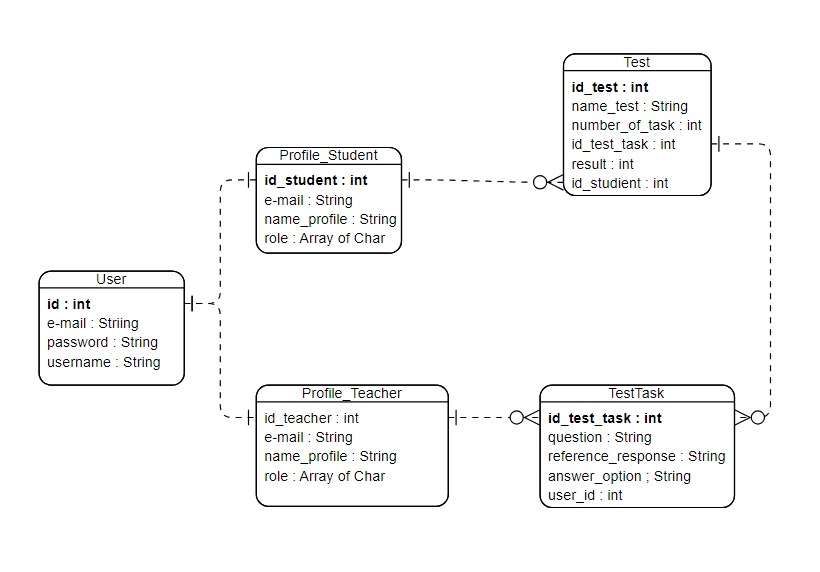 Test
id_test : int
name_test : String
number_of_task : int
id_test_task : int
result : int
id_studient : int
Profile_Student
id_student : int
e-mail : String
name_profile : String
role : Array of Char
User
id : int
e-mail : Striing
password : String
username : String
Profile_Teacher
id_teacher : int
e-mail : String
name_profile : String
role : Array of Char
TestTask
id_test_task : int
question : String
reference_response : String
answer_option ; String
user_id : int